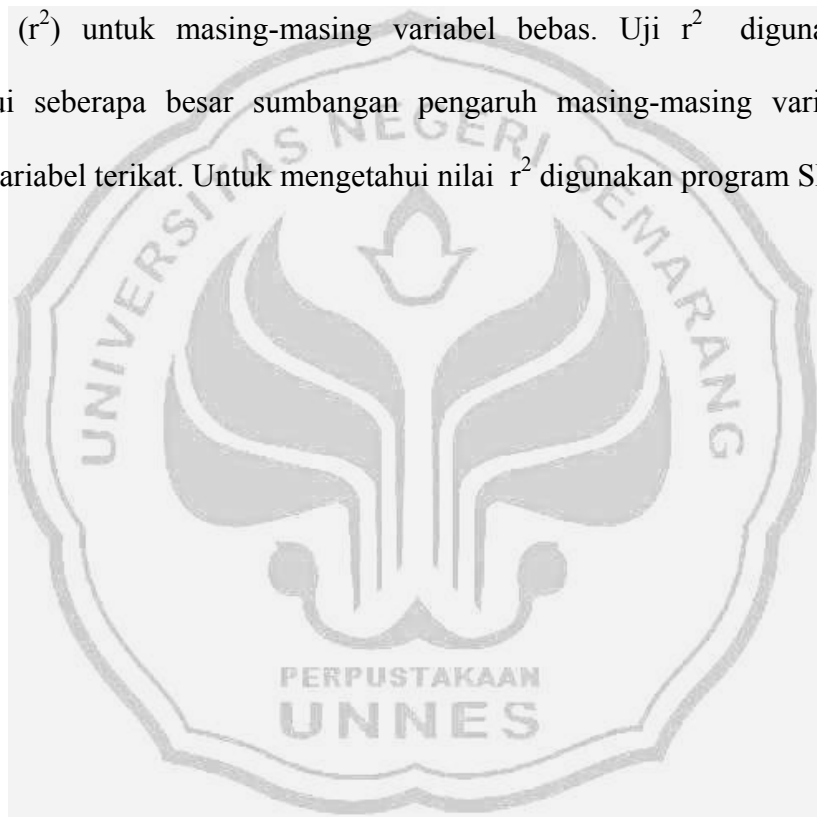 (r²) untuk masing-masing variabel bebas. Uji r² diguna
ui seberapa besar sumbangan pengaruh masing-masing vari
ariabel terikat. Untuk mengetahui nilai r² digunakan program S
UNIVERSITAS NEGERI SEMARANG
PERPUSTAKAAN
UNNES